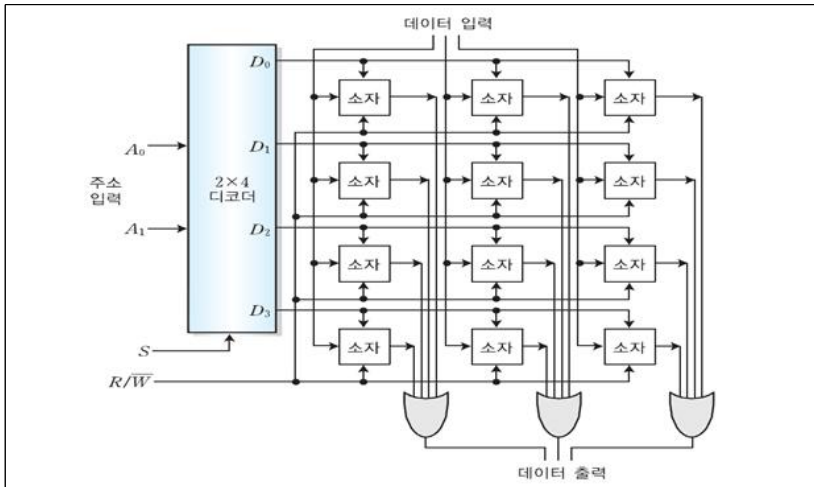 데이터 입력
D₀
소자 소자 소자
A₀
D₁
주소
입력
2×4
디코더
소자 소자 소자
A₁
D₂
소자 소자 소자
D₃
S
소자 소자 소자
R/W̅
데이터 출력